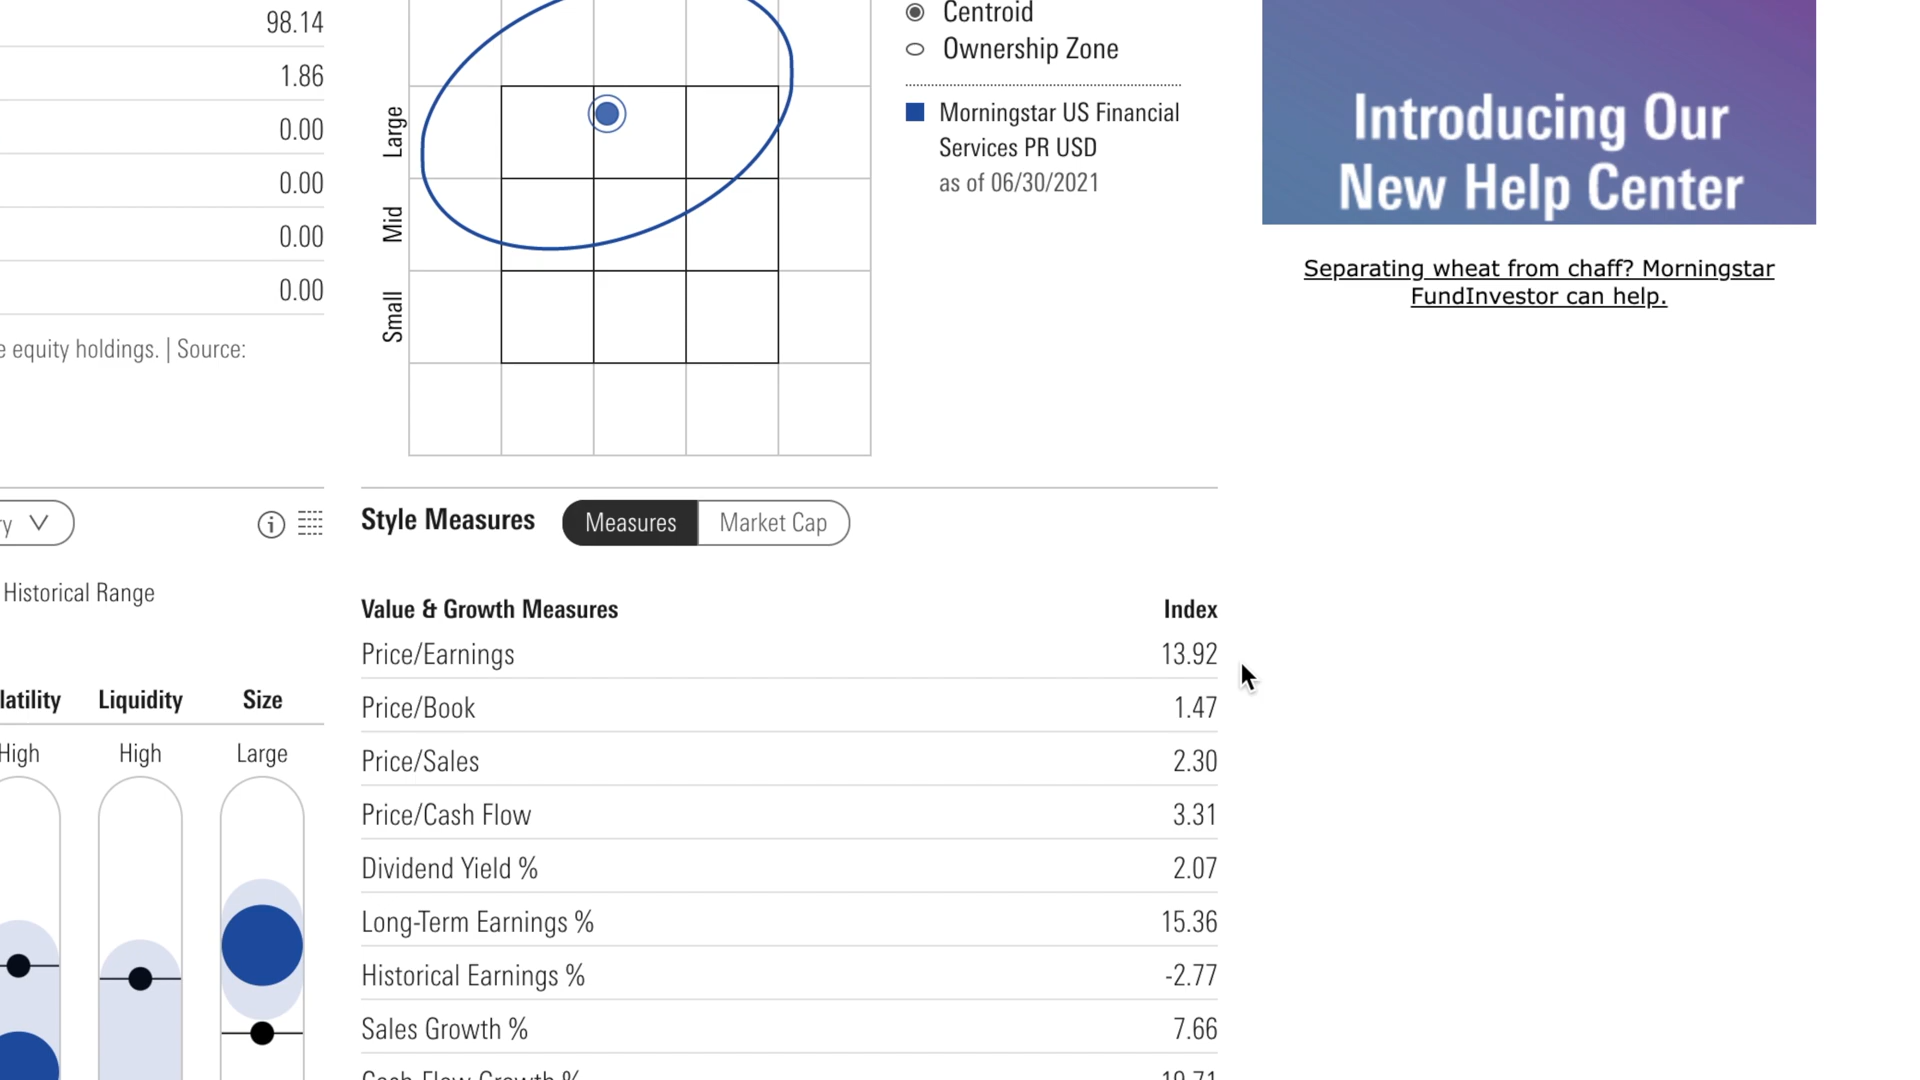 98.14
1.86
0.00
0.00
0.00
0.00
equity holdings. | Source:
Large
Mid
Small
Centroid
Ownership Zone
Morningstar US Financial
Services PR USD
as of 06/30/2021
Introducing Our
New Help Center
Separating wheat from chaff? Morningstar
FundInvestor can help.
Historical Range
Liquidity
Size
High
High
Large
Style Measures
Measures
Market Cap
Value & Growth Measures
Index
Price/Earnings
13.92
Price/Book
1.47
Price/Sales
2.30
Price/Cash Flow
3.31
Dividend Yield %
2.07
Long-Term Earnings %
15.36
Historical Earnings %
-2.77
Sales Growth %
7.66